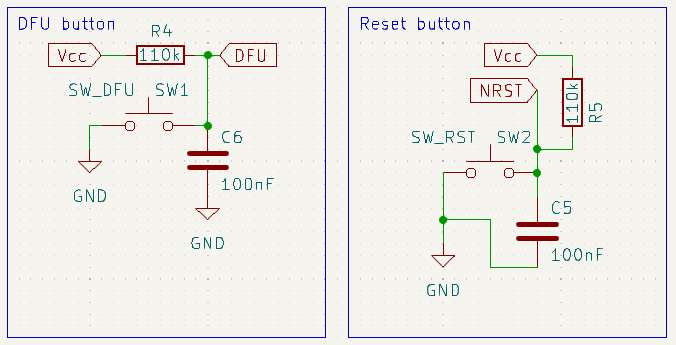 DFU button
R4
Vcc
110k
DFU
SW_DFU
SW1
C6
100nF
GND
GND
Reset button
Vcc
NRST
110k
R5
SW_RST
SW2
C5
100nF
GND